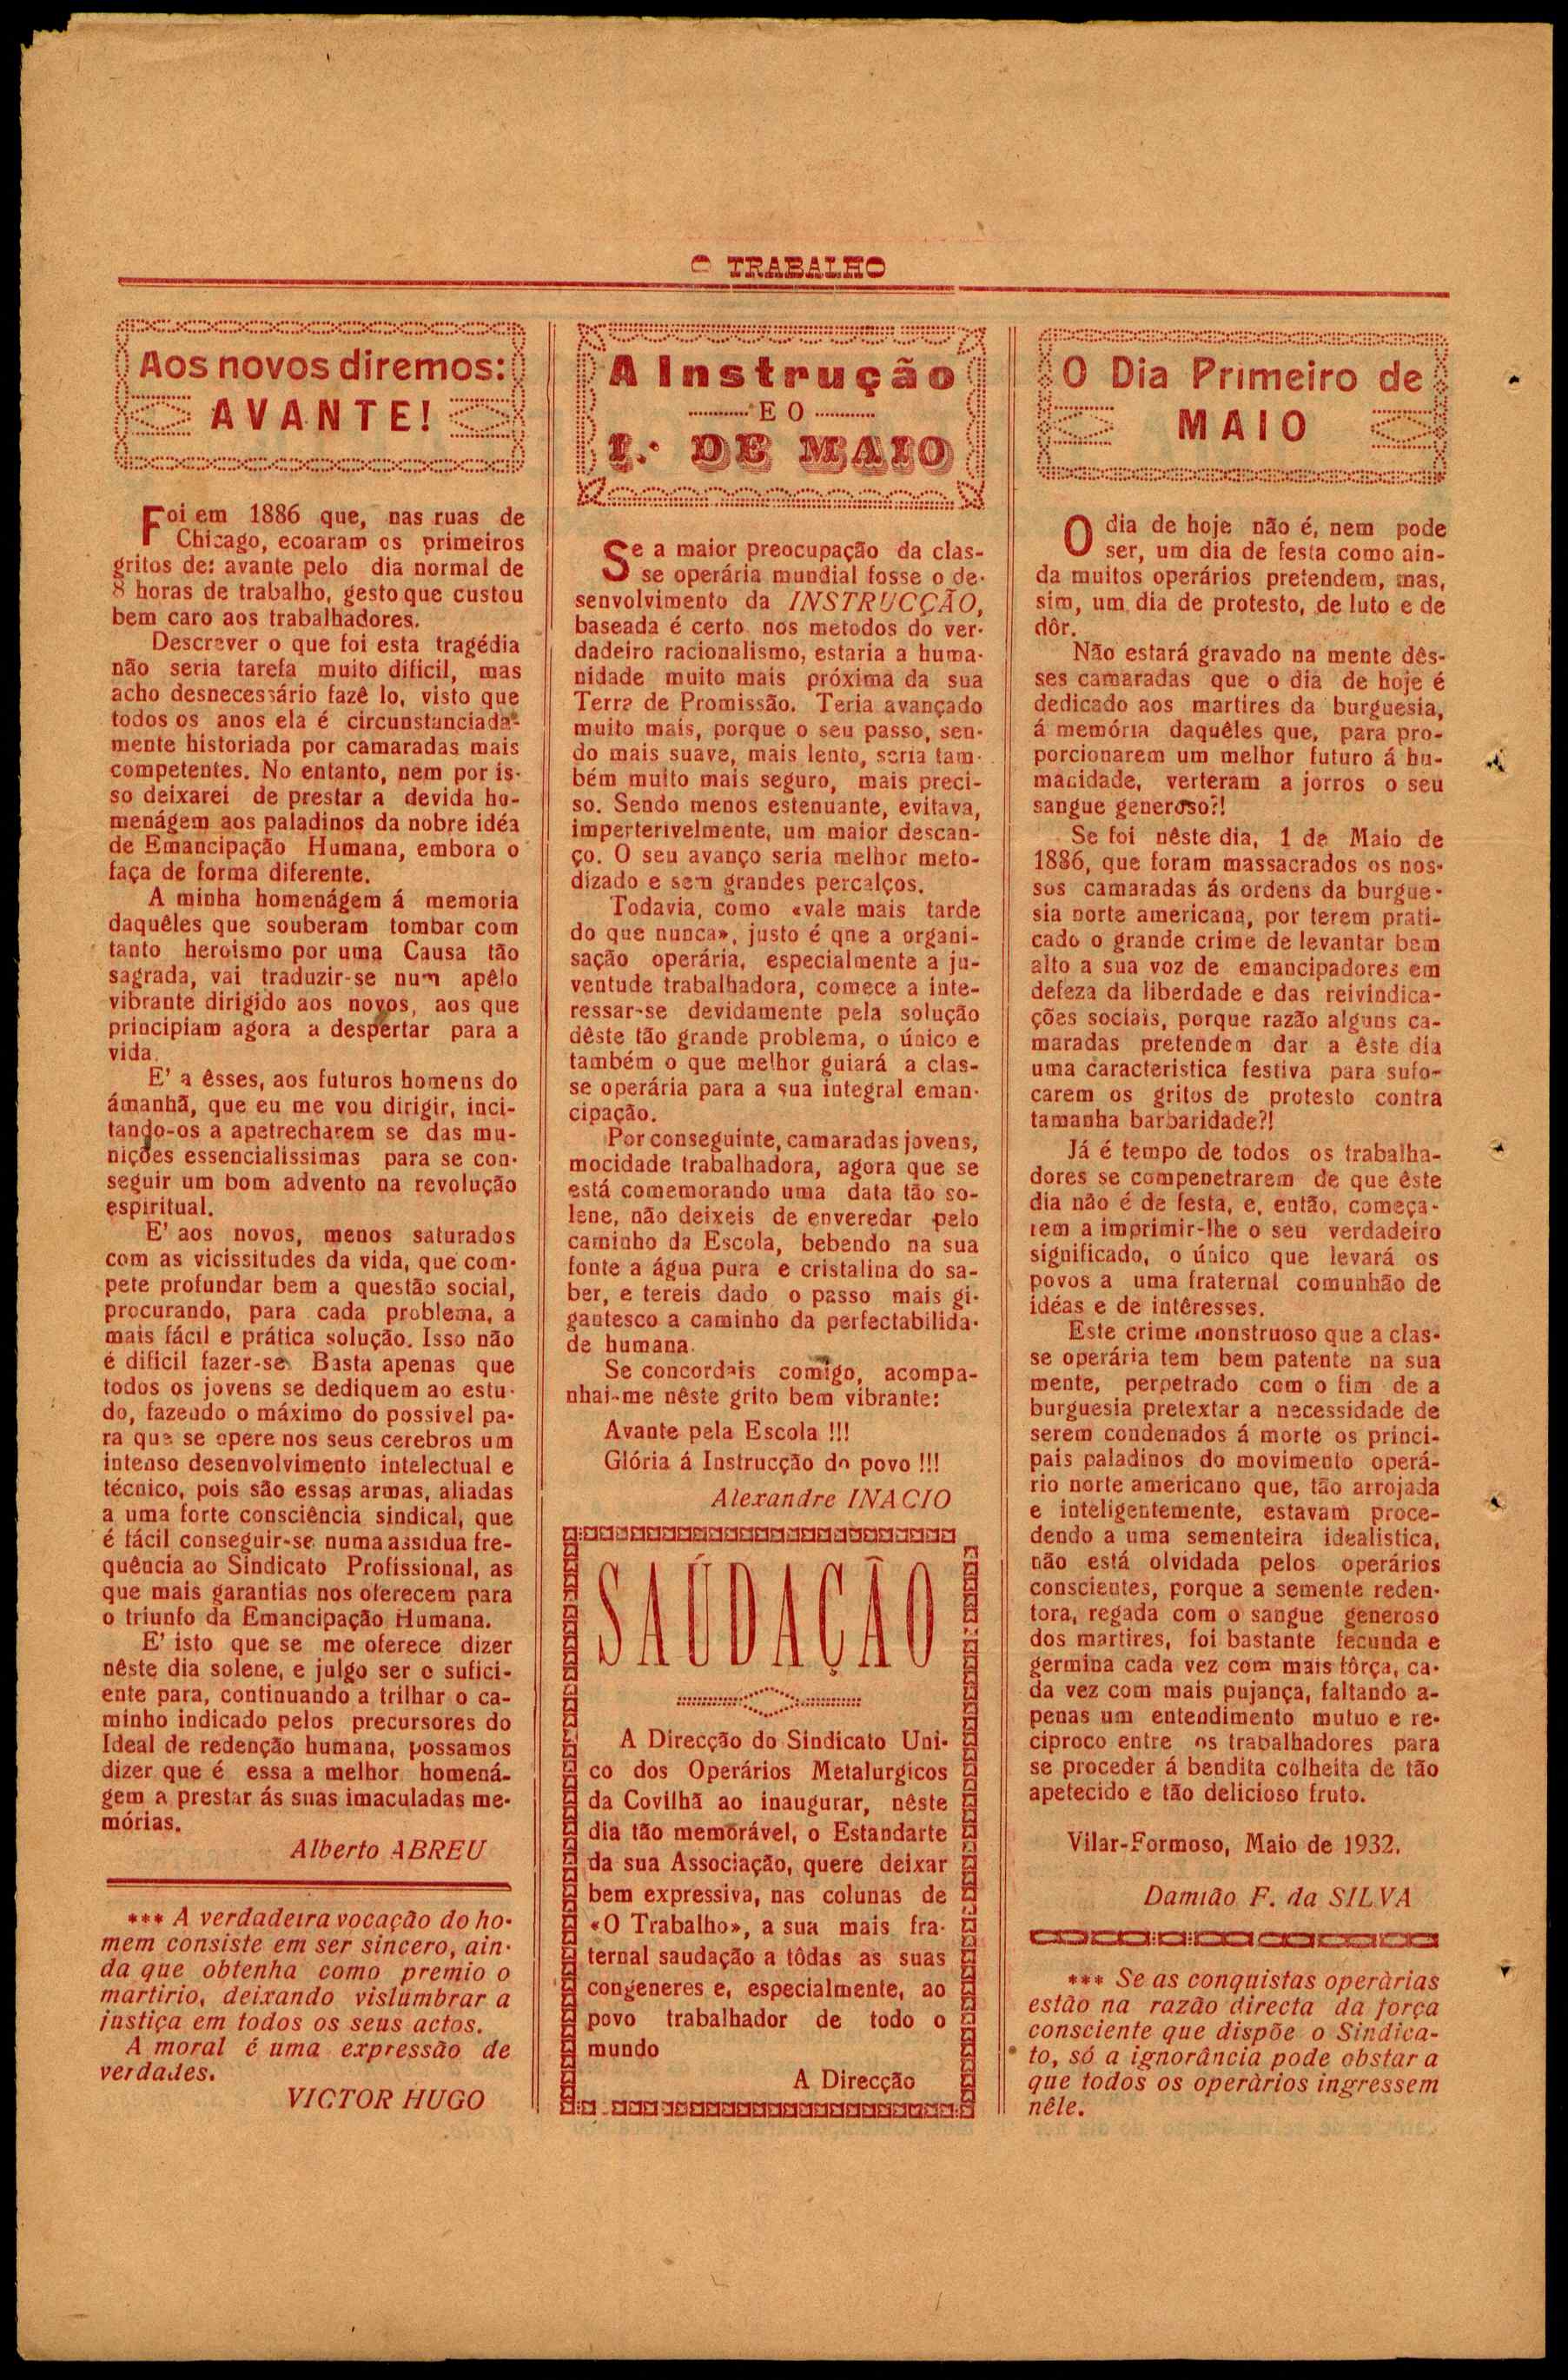 O TRABALHO
Aos novos diremos:
AVANTE!
Foi em 1886 que, nas ruas de
Chicago, ecoaram os primeiros
gritos de: avante pelo dia normal de
8 horas de trabalho, gesto que custou
bem caro aos trabalhadores.
Descrever o que foi esta tragédia
não seria tarefa muito dificil, mas
acho desnecessário fazê lo, visto que
todos os anos ela é circunstanciada-
mente historiada por camaradas mais
competentes. No entanto, nem por is-
so deixarei de prestar a devida ho-
menágem aos paladinos da nobre idéa
de Emancipação Humana, embora o
faça de forma diferente.
A minha homenágem á memoria
daquêles que souberam tombar com
tanto heroismo por uma Causa tão
sagrada, vai traduzir-se num apêlo
vibrante dirigido aos novos, aos que
principiam agora a despertar para a
vida.
E' a êsses, aos futuros homens do
ámanhã, que eu me vou dirigir, inci-
tando-os a apetrecharem se das mu-
nições essencialissimas para se con-
seguir um bom advento na revolução
espiritual.
E' aos novos, menos saturados
com as vicissitudes da vida, que com-
pete profundar bem a questão social,
procurando, para cada problema, a
mais fácil e prática solução. Isso não
é dificil fazer-se. Basta apenas que
todos os jovens se dediquem ao estu-
do, fazendo o máximo do possivel pa-
ra que se opere nos seus cerebros um
intenso desenvolvimento intelectual e
técnico, pois são essas armas, aliadas
a uma forte consciência sindical, que
é fácil conseguir-se numa assidua fre-
quência ao Sindicato Profissional, as
que mais garantias nos oferecem para
o triunfo da Emancipação Humana.
E' isto que se me oferece dizer
nêste dia solene, e julgo ser o sufici-
ente para, continuando a trilhar o ca-
minho indicado pelos precursores do
Ideal de redenção humana, possamos
dizer que é essa a melhor homená-
gem a prestar ás suas imaculadas me-
mórias.
Alberto ABREU
*** A verdadeira vocação do ho-
mem consiste em ser sincero, ain-
da que obtenha como premio o
martirio, deixando vislumbrar a
justiça em todos os seus actos.
A moral é uma expressão de
verdades.
VICTOR HUGO
A Instrução
E O
1.º DE MAIO
Se a maior preocupação da clas-
se operária mundial fosse o de-
senvolvimento da INSTRUCÇÃO,
baseada é certo nos metodos do ver-
dadeiro racionalismo, estaria a huma-
nidade muito mais próxima da sua
Terra de Promissão. Teria avançado
muito mais, porque o seu passo, sen-
do mais suave, mais lento, seria tam-
bém muito mais seguro, mais preci-
so. Sendo menos estenuante, evitava,
imperterivelmente, um maior descan-
ço. O seu avanço seria melhor meto-
dizado e sem grandes percalços.
Todavia, como «vale mais tarde
do que nunca», justo é qne a organi-
sação operária, especialmente a ju-
ventude trabalhadora, comece a inte-
ressar-se devidamente pela solução
dêste tão grande problema, o único e
também o que melhor guiará a clas-
se operária para a sua integral eman-
cipação.
Por conseguinte, camaradas jovens,
mocidade trabalhadora, agora que se
está comemorando uma data tão so-
lene, não deixeis de enveredar pelo
caminho da Escola, bebendo na sua
fonte a água pura e cristalina do sa-
ber, e tereis dado o passo mais gi-
gantesco a caminho da perfectabilida-
de humana.
Se concordais comigo, acompa-
nhai-me nêste grito bem vibrante:
Avante pela Escola !!!
Glória á Instrucção do povo !!!
Alexandre INACIO
SAÚDAÇÃO
A Direcção do Sindicato Uni-
co dos Operários Metalurgicos
da Covilhã ao inaugurar, nêste
dia tão memorável, o Estandarte
da sua Associação, quere deixar
bem expressiva, nas colunas de
«O Trabalho», a sua mais fra-
ternal saudação a tôdas as suas
congeneres e, especialmente, ao
povo trabalhador de todo o
mundo
A Direcção
O Dia Primeiro de
MAIO
O dia de hoje não é, nem pode
ser, um dia de festa como ain-
da muitos operários pretendem, mas,
sim, um dia de protesto, de luto e de
dôr.
Não estará gravado na mente dês-
ses camaradas que o dia de hoje é
dedicado aos martires da burguesia,
á memória daquêles que, para pro-
porcionarem um melhor futuro á hu-
manidade, verteram a jorros o seu
sangue generoso?!
Se foi nêste dia, 1 de Maio de
1886, que foram massacrados os nos-
sos camaradas ás ordens da burgue-
sia norte americana, por terem prati-
cado o grande crime de levantar bem
alto a sua voz de emancipadores em
defeza da liberdade e das reivindica-
ções sociais, porque razão alguns ca-
maradas pretendem dar a êste dia
uma caracteristica festiva para sufo-
carem os gritos de protesto contra
tamanha barbaridade?!
Já é tempo de todos os trabalha-
dores se compenetrarem de que êste
dia não é de festa, e, então, começa-
rem a imprimir-lhe o seu verdadeiro
significado, o único que levará os
povos a uma fraternal comunhão de
idéas e de intêresses.
Este crime monstruoso que a clas-
se operária tem bem patente na sua
mente, perpetrado com o fim de a
burguesia pretextar a necessidade de
serem condenados á morte os princi-
pais paladinos do movimento operá-
rio norte americano que, tão arrojada
e inteligentemente, estavam proce-
dendo a uma sementeira idealistica,
não está olvidada pelos operários
conscientes, porque a semente reden-
tora, regada com o sangue generoso
dos martires, foi bastante fecunda e
germina cada vez com mais fôrça, ca-
da vez com mais pujança, faltando a-
penas um entendimento mutuo e re-
ciproco entre os trabalhadores para
se proceder á bendita colheita de tão
apetecido e tão delicioso fruto.
Vilar-Formoso, Maio de 1932.
Damião F. da SILVA
*** Se as conquistas operàrias
estão na razão directa da força
consciente que dispõe o Sindica-
to, só a ignorância pode obstar a
que todos os operàrios ingressem
nêle.